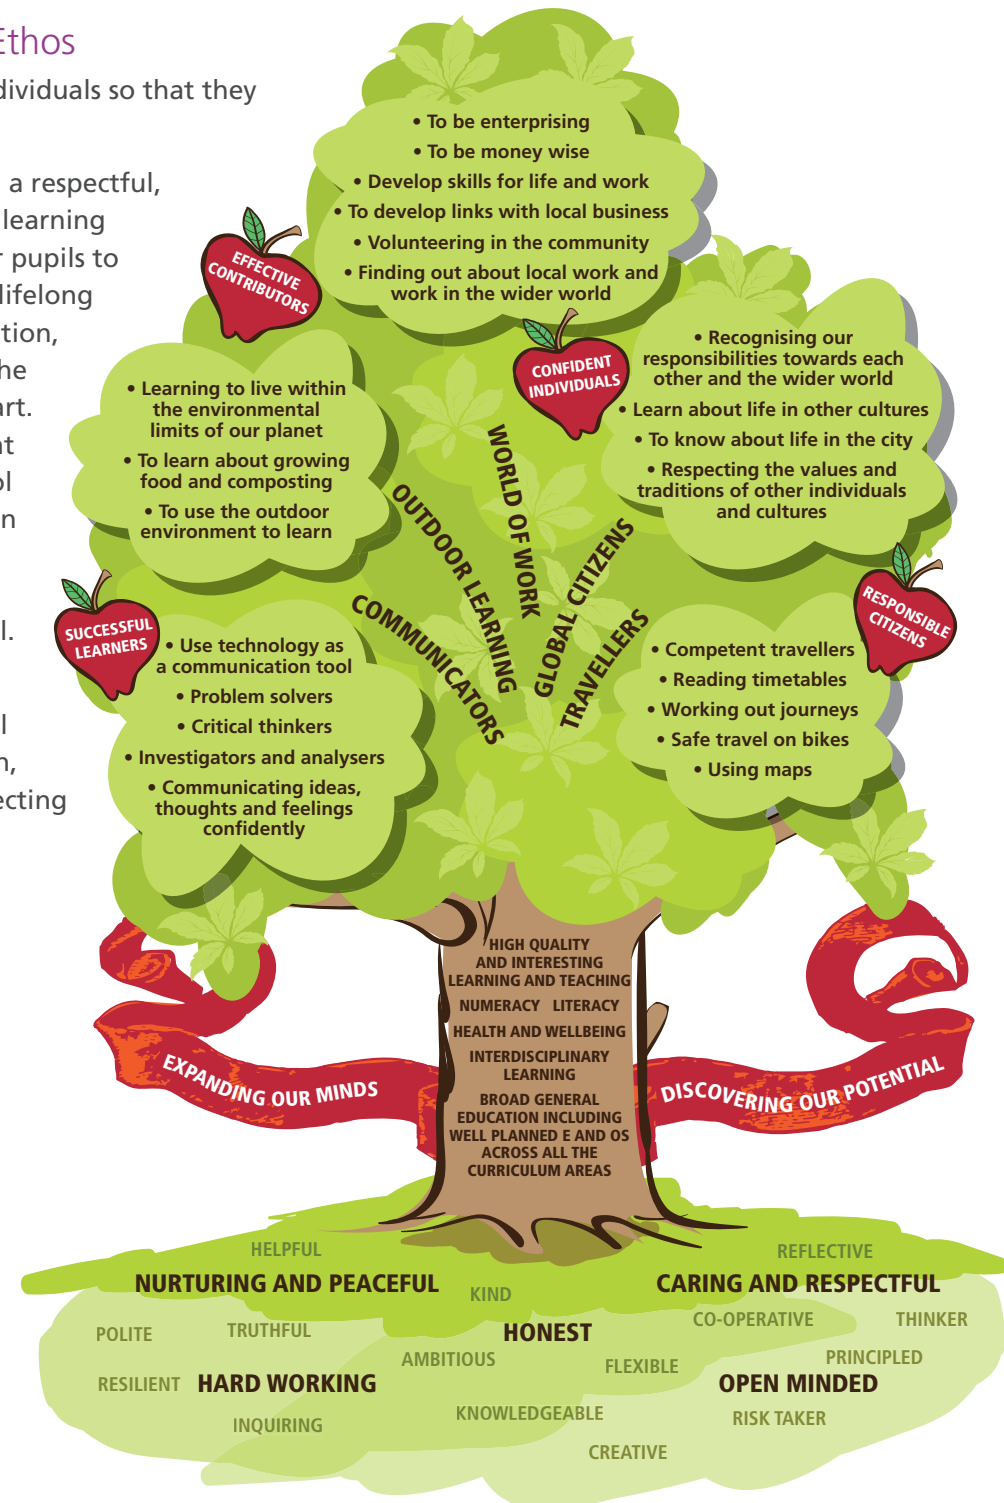 Ethos
dividuals so that they
a respectful,
learning
r pupils to
lifelong
tion,
he
art.
at
ol
n
l.
l
n,
ecting
• To be enterprising
• To be money wise
• Develop skills for life and work
• To develop links with local business
• Volunteering in the community
• Finding out about local work and
work in the wider world
EFFECTIVE
CONTRIBUTORS
CONFIDENT
INDIVIDUALS
• Recognising our
responsibilities towards each
other and the wider world
• Learn about life in other cultures
• To know about life in the city
• Respecting the values and
traditions of other individuals
and cultures
• Learning to live within
the environmental
limits of our planet
• To learn about growing
food and composting
• To use the outdoor
environment to learn
WORLD OF WORK
OUTDOOR LEARNING
GLOBAL CITIZENS
COMMUNICATORS
TRAVELLERS
SUCCESSFUL
LEARNERS
RESPONSIBLE
CITIZENS
• Use technology as
a communication tool
• Problem solvers
• Critical thinkers
• Investigators and analysers
• Communicating ideas,
thoughts and feelings
confidently
• Competent travellers
• Reading timetables
• Working out journeys
• Safe travel on bikes
• Using maps
HIGH QUALITY
AND INTERESTING
LEARNING AND TEACHING
NUMERACY LITERACY
HEALTH AND WELLBEING
INTERDISCIPLINARY
LEARNING
BROAD GENERAL
EDUCATION INCLUDING
WELL PLANNED E AND OS
ACROSS ALL THE
CURRICULUM AREAS
EXPANDING OUR MINDS
DISCOVERING OUR POTENTIAL
HELPFUL
REFLECTIVE
NURTURING AND PEACEFUL
KIND
CARING AND RESPECTFUL
POLITE
TRUTHFUL
HONEST
CO-OPERATIVE
THINKER
AMBITIOUS
FLEXIBLE
PRINCIPLED
RESILIENT
HARD WORKING
OPEN MINDED
INQUIRING
KNOWLEDGEABLE
RISK TAKER
CREATIVE